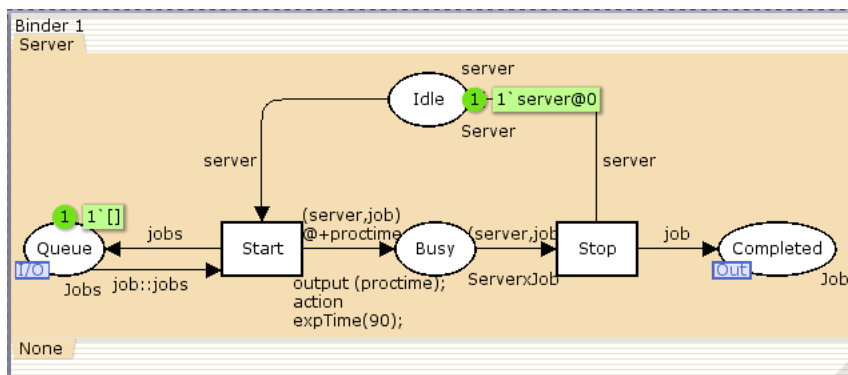 Binder 1
Server
server
Idle
1
1`server@0
Server
server
server
1
1`[]
Queue
I/O
Jobs
jobs
job::jobs
Start
(server,job)
@+proctime
output (proctime);
action
expTime(90);
Busy
(server,job
ServerxJob
Stop
job
Completed
Out
Job
None